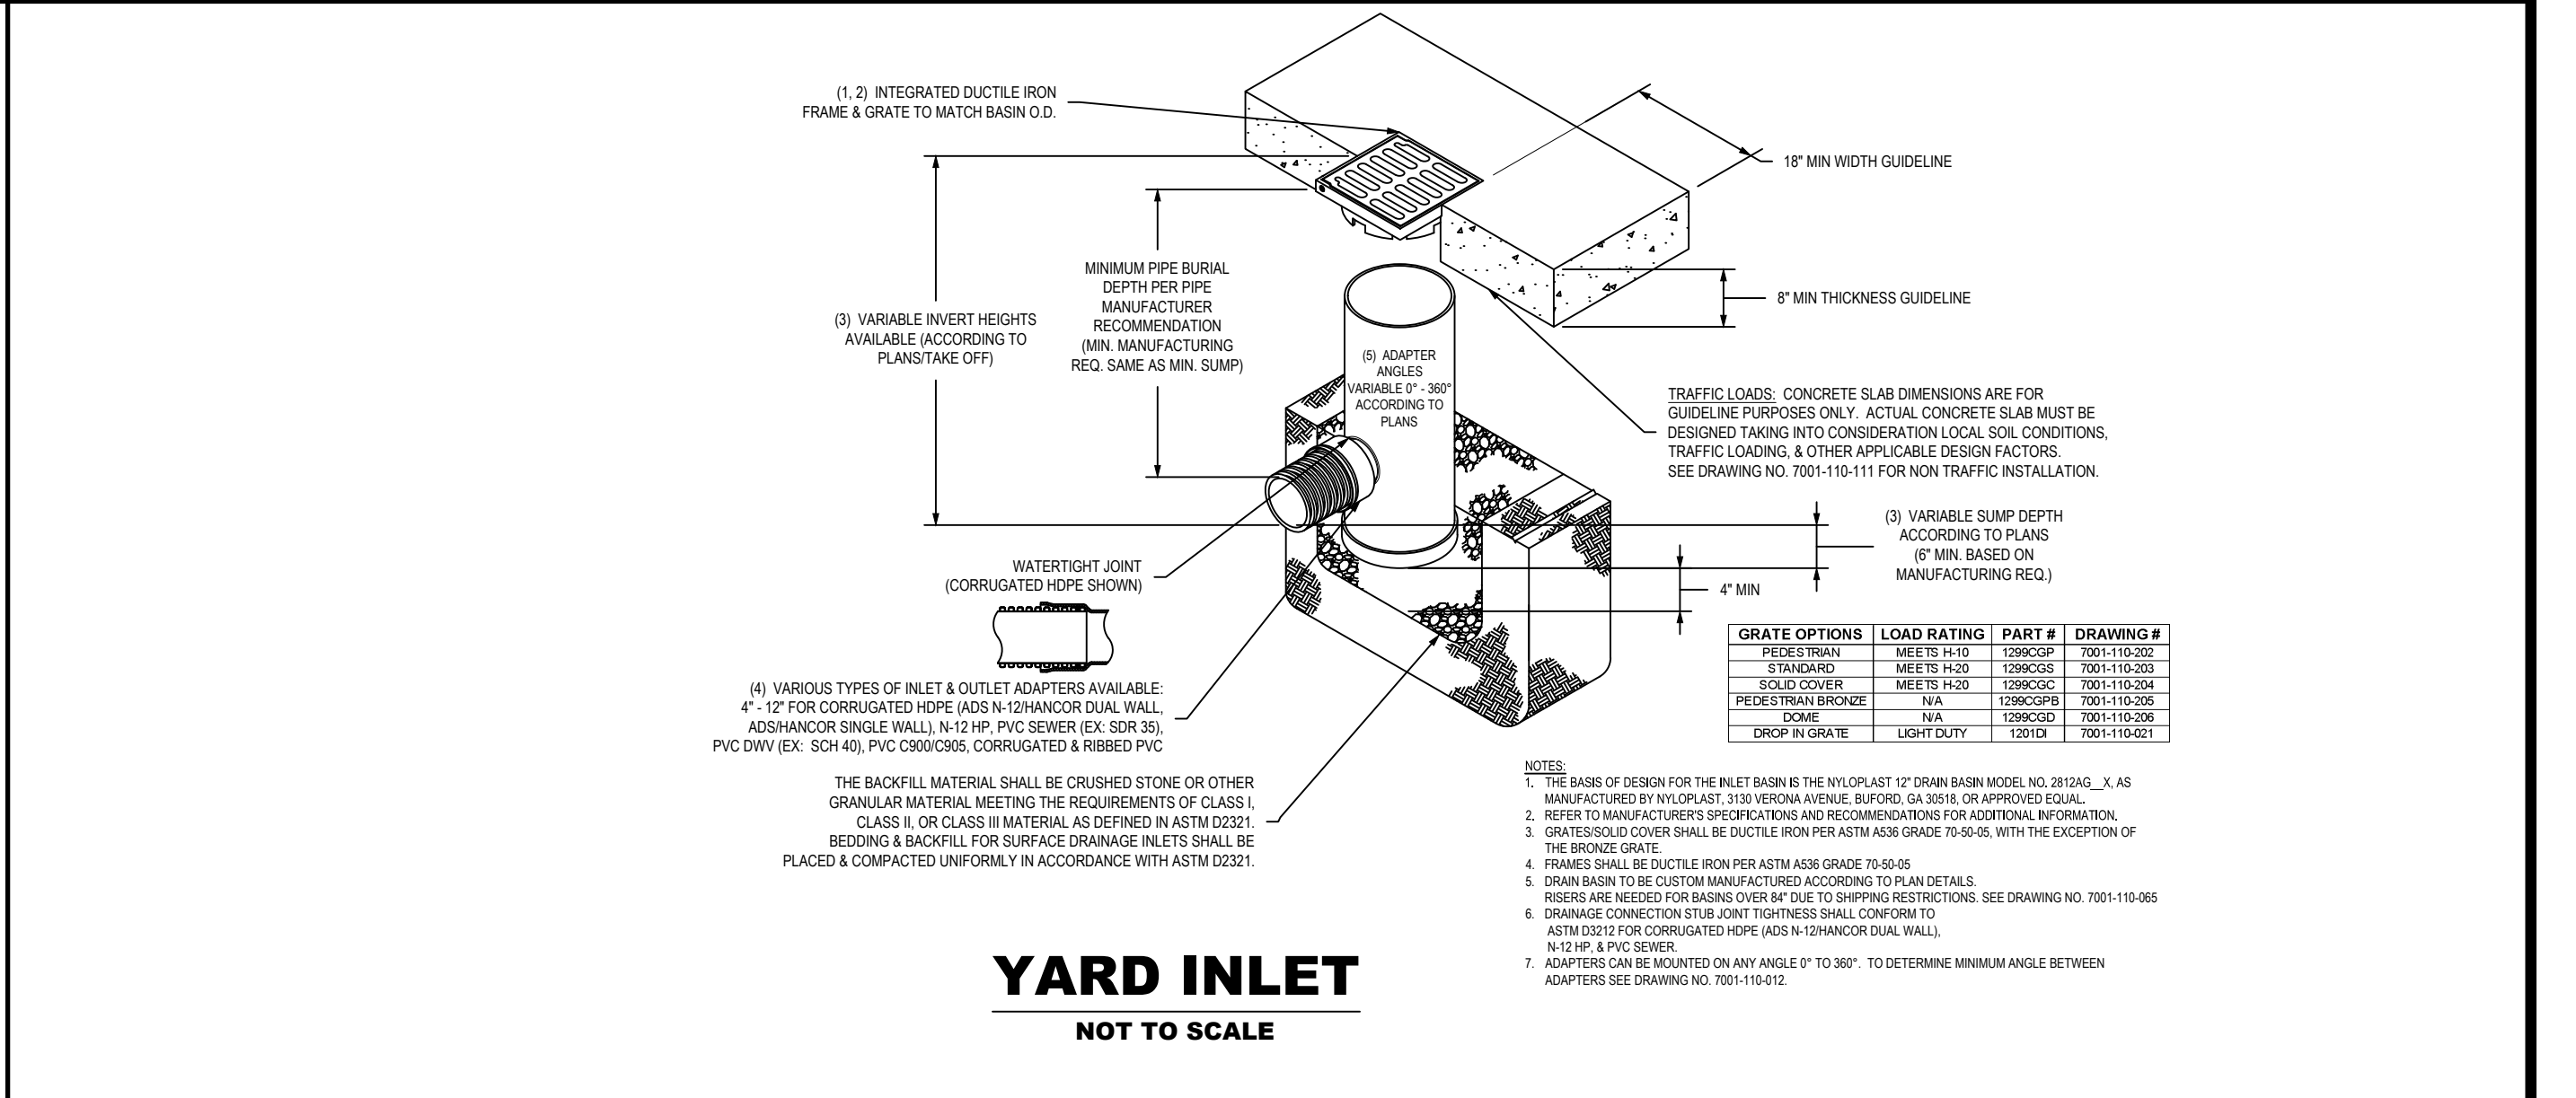 (1, 2) INTEGRATED DUCTILE IRON
FRAME & GRATE TO MATCH BASIN O.D.
18" MIN WIDTH GUIDELINE
MINIMUM PIPE BURIAL
DEPTH PER PIPE
MANUFACTURER
RECOMMENDATION
(MIN. MANUFACTURING
REQ. SAME AS MIN. SUMP)
(3) VARIABLE INVERT HEIGHTS
AVAILABLE (ACCORDING TO
PLANS/TAKE OFF)
8" MIN THICKNESS GUIDELINE
(5) ADAPTER
ANGLES
VARIABLE 0° - 360°
ACCORDING TO
PLANS
TRAFFIC LOADS: CONCRETE SLAB DIMENSIONS ARE FOR
GUIDELINE PURPOSES ONLY. ACTUAL CONCRETE SLAB MUST BE
DESIGNED TAKING INTO CONSIDERATION LOCAL SOIL CONDITIONS,
TRAFFIC LOADING, & OTHER APPLICABLE DESIGN FACTORS.
SEE DRAWING NO. 7001-110-111 FOR NON TRAFFIC INSTALLATION.
(3) VARIABLE SUMP DEPTH
ACCORDING TO PLANS
(6" MIN. BASED ON
MANUFACTURING REQ.)
4" MIN
WATERTIGHT JOINT
(CORRUGATED HDPE SHOWN)
(4) VARIOUS TYPES OF INLET & OUTLET ADAPTERS AVAILABLE:
4" - 12" FOR CORRUGATED HDPE (ADS N-12/HANCOR DUAL WALL,
ADS/HANCOR SINGLE WALL), N-12 HP, PVC SEWER (EX: SDR 35),
PVC DWV (EX: SCH 40), PVC C900/C905, CORRUGATED & RIBBED PVC
THE BACKFILL MATERIAL SHALL BE CRUSHED STONE OR OTHER
GRANULAR MATERIAL MEETING THE REQUIREMENTS OF CLASS I,
CLASS II, OR CLASS III MATERIAL AS DEFINED IN ASTM D2321.
BEDDING & BACKFILL FOR SURFACE DRAINAGE INLETS SHALL BE
PLACED & COMPACTED UNIFORMLY IN ACCORDANCE WITH ASTM D2321.
GRATE OPTIONS LOAD RATING PART # DRAWING #
PEDESTRIAN MEETS H-10 1299CGP 7001-110-202
STANDARD MEETS H-20 1299CGS 7001-110-203
SOLID COVER MEETS H-20 1299CGC 7001-110-204
PEDESTRIAN BRONZE N/A 1299CGPB 7001-110-205
DOME N/A 1299CGD 7001-110-206
DROP IN GRATE LIGHT DUTY 1201DI 7001-110-021
NOTES:
1. THE BASIS OF DESIGN FOR THE INLET BASIN IS THE NYLOPLAST 12" DRAIN BASIN MODEL NO. 2812AG__X, AS
MANUFACTURED BY NYLOPLAST, 3130 VERONA AVENUE, BUFORD, GA 30518, OR APPROVED EQUAL.
2. REFER TO MANUFACTURER'S SPECIFICATIONS AND RECOMMENDATIONS FOR ADDITIONAL INFORMATION.
3. GRATES/SOLID COVER SHALL BE DUCTILE IRON PER ASTM A536 GRADE 70-50-05, WITH THE EXCEPTION OF
THE BRONZE GRATE.
4. FRAMES SHALL BE DUCTILE IRON PER ASTM A536 GRADE 70-50-05
5. DRAIN BASIN TO BE CUSTOM MANUFACTURED ACCORDING TO PLAN DETAILS.
RISERS ARE NEEDED FOR BASINS OVER 84" DUE TO SHIPPING RESTRICTIONS. SEE DRAWING NO. 7001-110-065
6. DRAINAGE CONNECTION STUB JOINT TIGHTNESS SHALL CONFORM TO
ASTM D3212 FOR CORRUGATED HDPE (ADS N-12/HANCOR DUAL WALL),
N-12 HP, & PVC SEWER.
7. ADAPTERS CAN BE MOUNTED ON ANY ANGLE 0° TO 360°. TO DETERMINE MINIMUM ANGLE BETWEEN
ADAPTERS SEE DRAWING NO. 7001-110-012.
YARD INLET
NOT TO SCALE